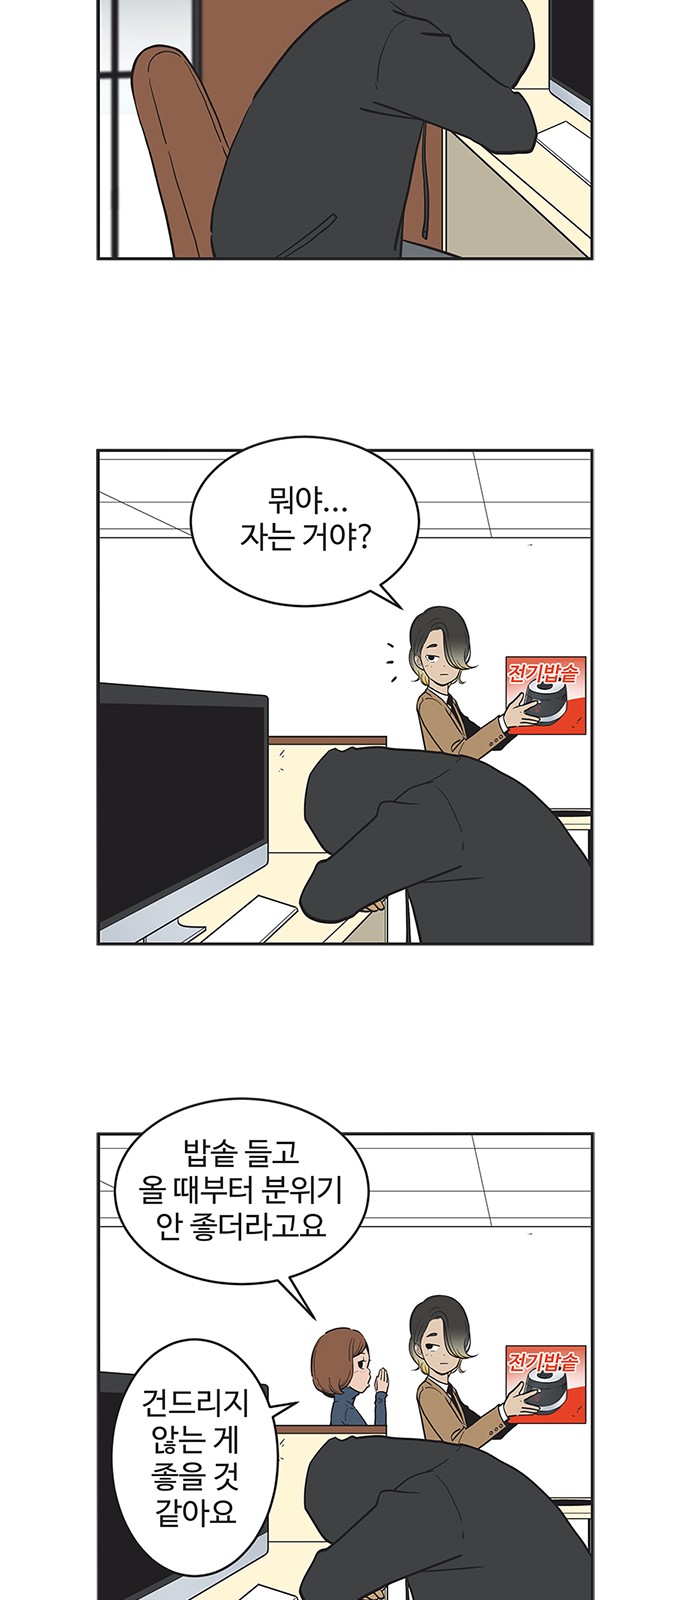 뭐야...
자는 거야?
전기밥솥
밥솥 들고
올 때부터 분위기
안 좋더라고요
전기밥솥
건드리지
않는 게
좋을 것
같아요